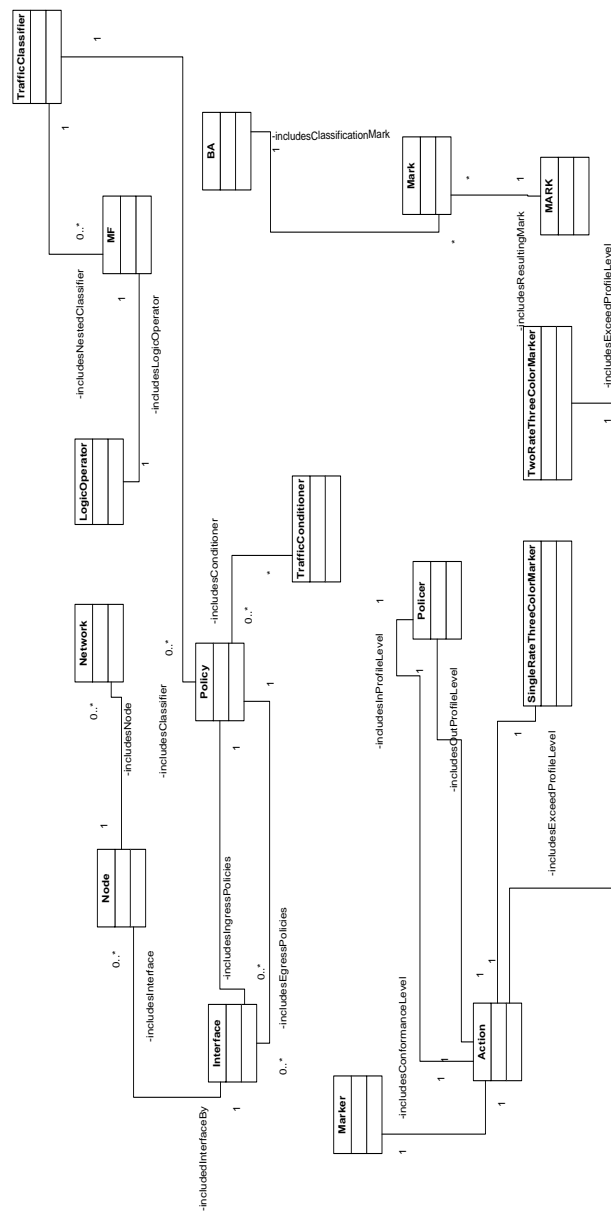 TrafficClassifier
1
1
-includesNestedClassifier
0..*
MF
1
-includesLogicOperator
LogicOperator
1
BA
1
-includesClassificationMark
Mark
*
*
1
MARK
-includesResultingMark
TwoRateThreeColorMarker
1
-includesExceedProfileLevel
Network
0..*
-includesNode
1
Node
0..*
-includesInterface
-includedInterfaceBy
1
Interface
-includesClassifier
0..*
Policy
0..*
-includesConditioner
*
TrafficConditioner
1
-includesIngressPolicies
0..*
1
-includesEgressPolicies
0..*
Policer
1
-includesInProfileLevel
1
-includesOutProfileLevel
SingleRateThreeColorMarker
1
-includesExceedProfileLevel
Marker
1
-includesConformanceLevel
1
Action
1
1
1
1
1